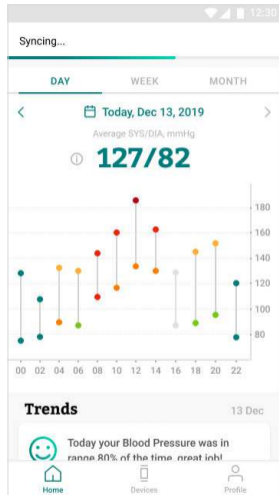 12:30
Syncing...
DAY WEEK MONTH
Today, Dec 13, 2019
Average SYS/DIA, mmHg
127/82
180
160
140
120
100
80
00 02 04 06 08 10 12 14 16 18 20 22
Trends 13 Dec
Today your Blood Pressure was in
range 80% of the time, great job!
Home Devices Profile